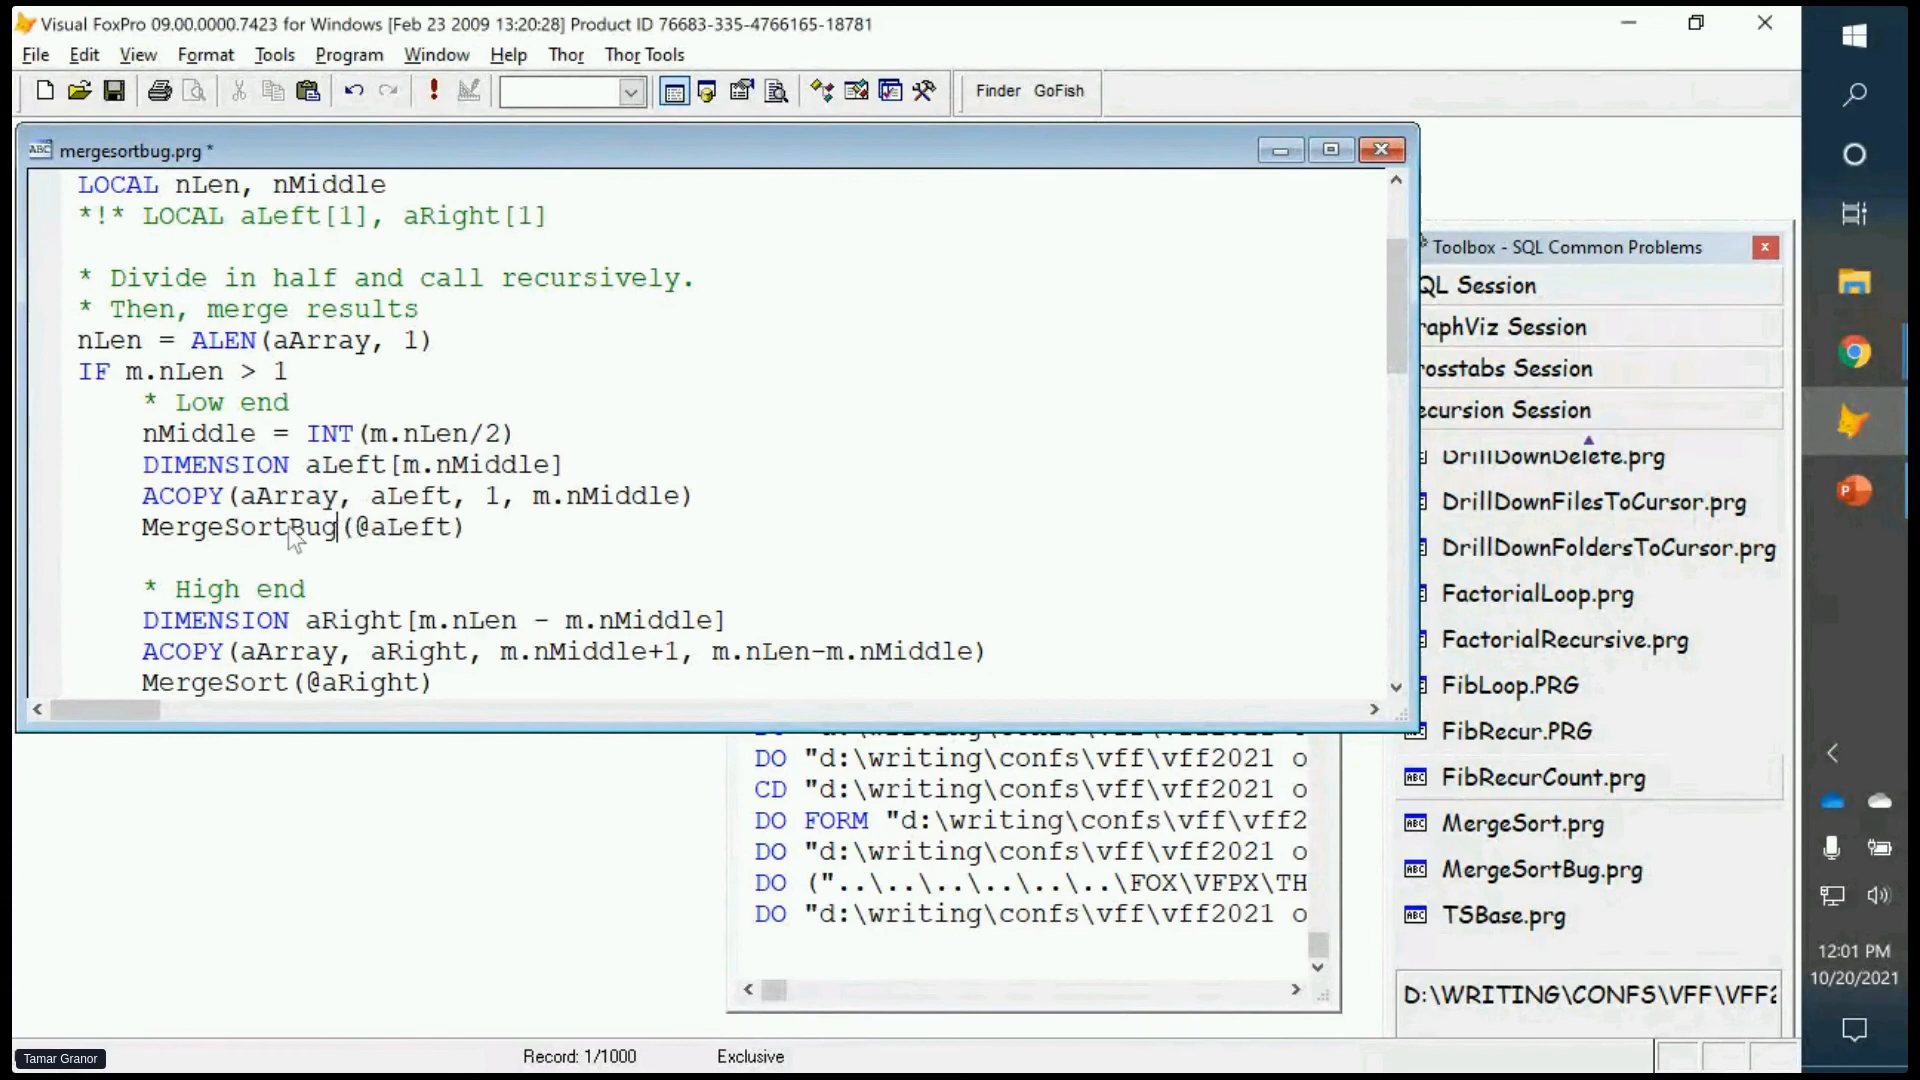 Visual FoxPro 09.00.0000.7423 for Windows [Feb 23 2009 13:20:28] Product ID 76683-335-4766165-18781
File Edit View Format Tools Program Window Help Thor Thor Tools
Finder GoFish
mergesortbug.prg *
LOCAL nLen, nMiddle
*!* LOCAL aLeft[1], aRight[1]
* Divide in half and call recursively.
* Then, merge results
nLen = ALEN(aArray, 1)
IF m.nLen > 1
* Low end
nMiddle = INT(m.nLen/2)
DIMENSION aLeft[m.nMiddle]
ACOPY(aArray, aLeft, 1, m.nMiddle)
MergeSortBug(@aLeft)
* High end
DIMENSION aRight[m.nLen - m.nMiddle]
ACOPY(aArray, aRight, m.nMiddle+1, m.nLen-m.nMiddle)
MergeSort(@aRight)
DO "d:\writing\confs\vff\vff2021 o
CD "d:\writing\confs\vff\vff2021 o
DO FORM "d:\writing\confs\vff\vff2
DO "d:\writing\confs\vff\vff2021 o
DO ("..\..\..\..\..\..\FOX\VFPX\TH
DO "d:\writing\confs\vff\vff2021 o
Toolbox - SQL Common Problems
QL Session
raphViz Session
rosstabs Session
ecursion Session
DrillDownDelete.prg
DrillDownFilesToCursor.prg
DrillDownFoldersToCursor.prg
FactorialLoop.prg
FactorialRecursive.prg
FibLoop.PRG
FibRecur.PRG
FibRecurCount.prg
MergeSort.prg
MergeSortBug.prg
TSBase.prg
D:\WRITING\CONFS\VFF\VFF2
12:01 PM
10/20/2021
Tamar Granor
Record: 1/1000 Exclusive